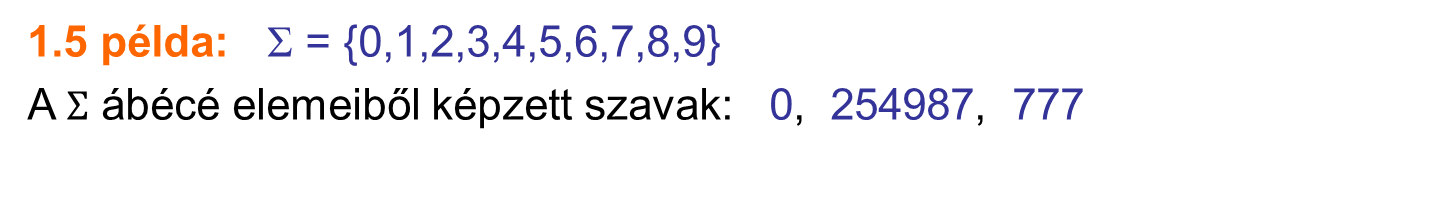 1.5 példa: Σ = {0,1,2,3,4,5,6,7,8,9}
A Σ ábécé elemeiből képzett szavak: 0, 254987, 777